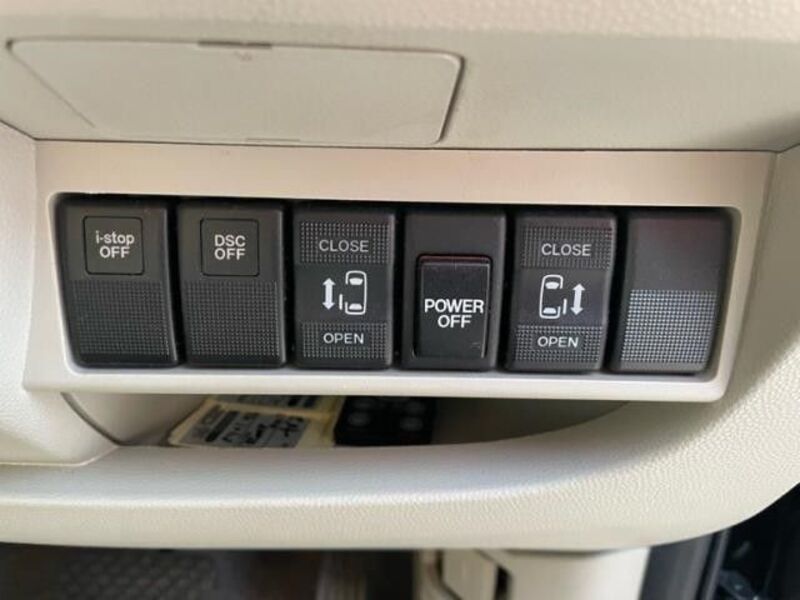 i-stop
OFF
DSC
OFF
CLOSE
OPEN
POWER
OFF
CLOSE
OPEN